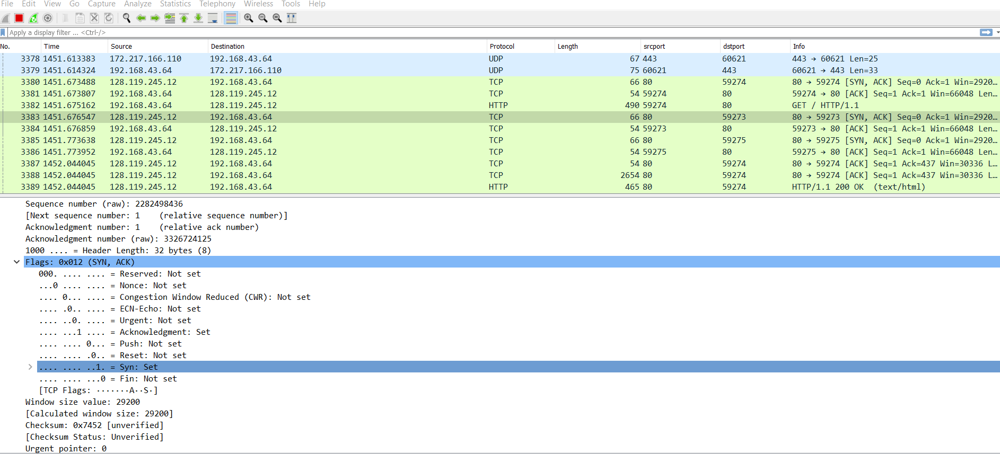 File Edit View Go Capture Analyze Statistics Telephony Wireless Tools Help
Apply a display filter ... <Ctrl-/>
No. Time Source Destination Protocol Length srcport dstport Info
3378 1451.613383 172.217.166.110 192.168.43.64 UDP 67 443 60621 443 → 60621 Len=25
3379 1451.614324 192.168.43.64 172.217.166.110 UDP 75 60621 443 60621 → 443 Len=33
3380 1451.673488 128.119.245.12 192.168.43.64 TCP 66 80 59274 80 → 59274 [SYN, ACK] Seq=0 Ack=1 Win=2920…
3381 1451.673807 192.168.43.64 128.119.245.12 TCP 54 59274 80 59274 → 80 [ACK] Seq=1 Ack=1 Win=66048 Len…
3382 1451.675162 192.168.43.64 128.119.245.12 HTTP 490 59274 80 GET / HTTP/1.1
3383 1451.676547 128.119.245.12 192.168.43.64 TCP 66 80 59273 80 → 59273 [SYN, ACK] Seq=0 Ack=1 Win=2920…
3384 1451.676859 192.168.43.64 128.119.245.12 TCP 54 59273 80 59273 → 80 [ACK] Seq=1 Ack=1 Win=66048 Len…
3385 1451.773638 128.119.245.12 192.168.43.64 TCP 66 80 59275 80 → 59275 [SYN, ACK] Seq=0 Ack=1 Win=2920…
3386 1451.773952 192.168.43.64 128.119.245.12 TCP 54 59275 80 59275 → 80 [ACK] Seq=1 Ack=1 Win=66048 Len…
3387 1452.044045 128.119.245.12 192.168.43.64 TCP 54 80 59274 80 → 59274 [ACK] Seq=1 Ack=437 Win=30336 L…
3388 1452.044045 128.119.245.12 192.168.43.64 TCP 2654 80 59274 80 → 59274 [ACK] Seq=1 Ack=437 Win=30336 L…
3389 1452.044045 128.119.245.12 192.168.43.64 HTTP 465 80 59274 HTTP/1.1 200 OK (text/html)
Sequence number (raw): 2282498436
[Next sequence number: 1 (relative sequence number)]
Acknowledgment number: 1 (relative ack number)
Acknowledgment number (raw): 3326724125
1000 .... = Header Length: 32 bytes (8)
Flags: 0x012 (SYN, ACK)
000. .... .... = Reserved: Not set
...0 .... .... = Nonce: Not set
.... 0... .... = Congestion Window Reduced (CWR): Not set
.... .0.. .... = ECN-Echo: Not set
.... ..0. .... = Urgent: Not set
.... ...1 .... = Acknowledgment: Set
.... .... 0... = Push: Not set
.... .... .0.. = Reset: Not set
.... .... ..1. = Syn: Set
.... .... ...0 = Fin: Not set
[TCP Flags: ·······A··S·]
Window size value: 29200
[Calculated window size: 29200]
Checksum: 0x7452 [unverified]
[Checksum Status: Unverified]
Urgent pointer: 0